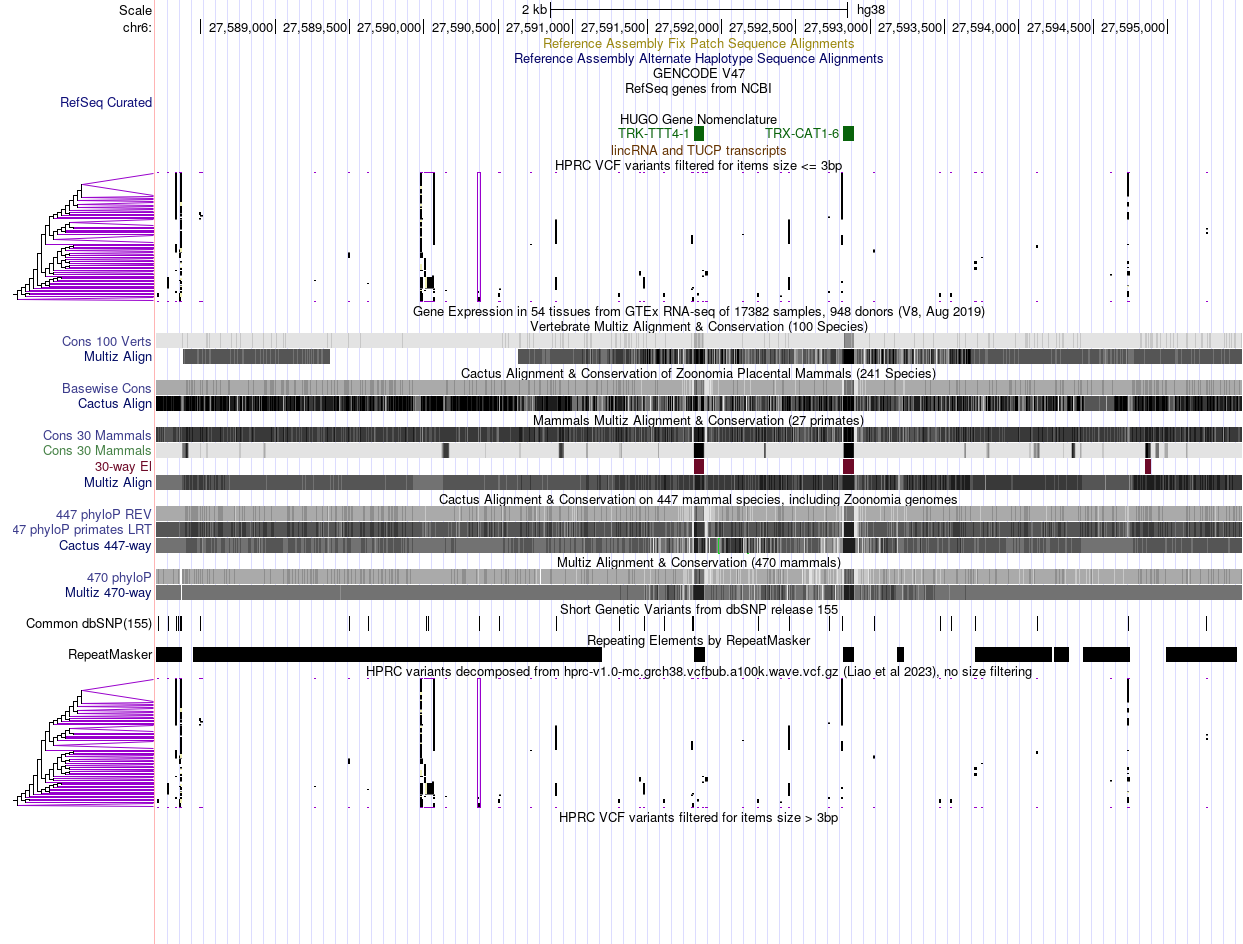 Scale 2 kb hg38
chr6: 27,589,000 27,589,500 27,590,000 27,590,500 27,591,000 27,591,500 27,592,000 27,592,500 27,593,000 27,593,500 27,594,000 27,594,500 27,595,000
Reference Assembly Fix Patch Sequence Alignments
Reference Assembly Alternate Haplotype Sequence Alignments
GENCODE V47
RefSeq genes from NCBI
RefSeq Curated
HUGO Gene Nomenclature
TRK-TTT4-1 TRX-CAT1-6
lincRNA and TUCP transcripts
HPRC VCF variants filtered for items size <= 3bp
Gene Expression in 54 tissues from GTEx RNA-seq of 17382 samples, 948 donors (V8, Aug 2019)
Vertebrate Multiz Alignment & Conservation (100 Species)
Cons 100 Verts
Multiz Align
Cactus Alignment & Conservation of Zoonomia Placental Mammals (241 Species)
Basewise Cons
Cactus Align
Mammals Multiz Alignment & Conservation (27 primates)
Cons 30 Mammals
Cons 30 Mammals
30-way El
Multiz Align
Cactus Alignment & Conservation on 447 mammal species, including Zoonomia genomes
447 phyloP REV
47 phyloP primates LRT
Cactus 447-way
Multiz Alignment & Conservation (470 mammals)
470 phyloP
Multiz 470-way
Short Genetic Variants from dbSNP release 155
Common dbSNP(155)
Repeating Elements by RepeatMasker
RepeatMasker
HPRC variants decomposed from hprc-v1.0-mc.grch38.vcfbub.a100k.wave.vcf.gz (Liao et al 2023), no size filtering
HPRC VCF variants filtered for items size > 3bp